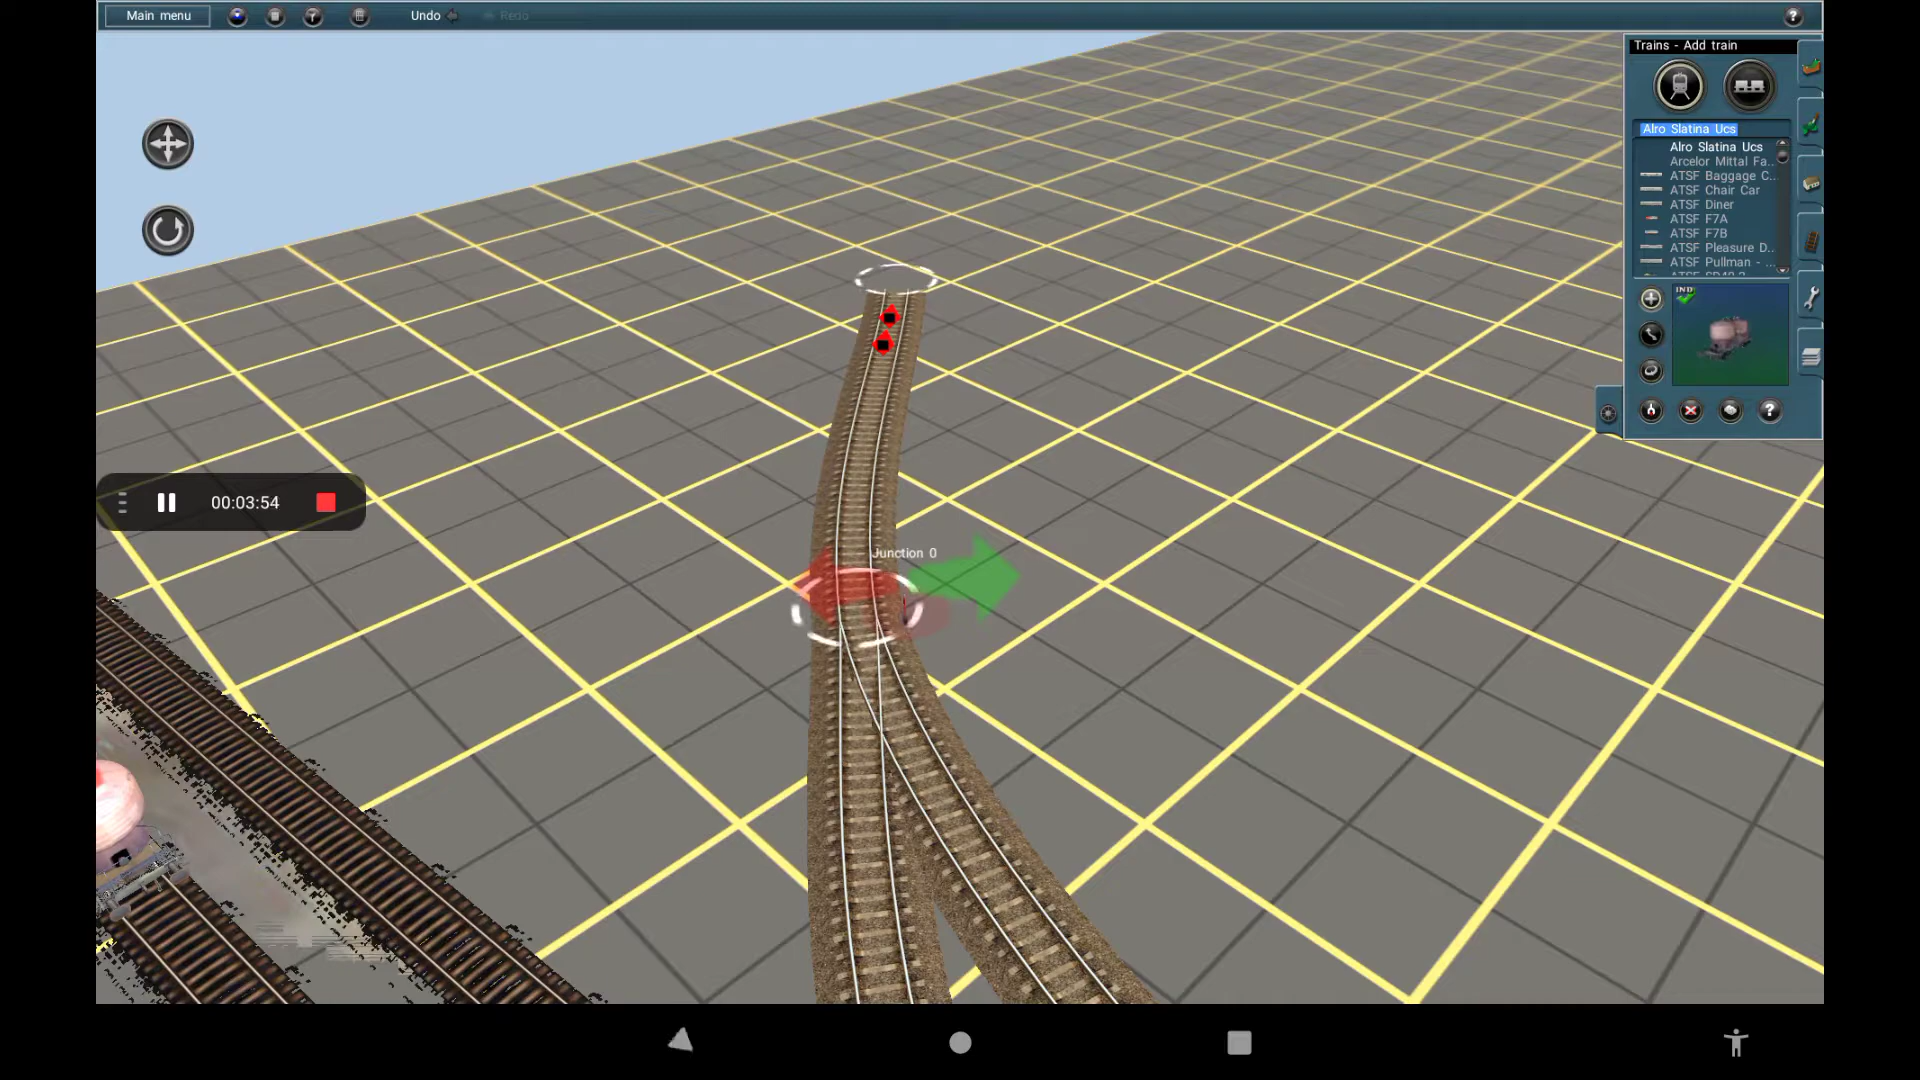 Main menu
Undo
Redo
?
Trains - Add train
Alro Slatina Ucs
Alro Slatina Ucs
Arcelor Mittal Fa..
ATSF Baggage C...
ATSF Chair Car
ATSF Diner
ATSF F7A
ATSF F7B
ATSF Pleasure D..
ATSF Pullman - ...
IND
?
00:03:54
Junction 0